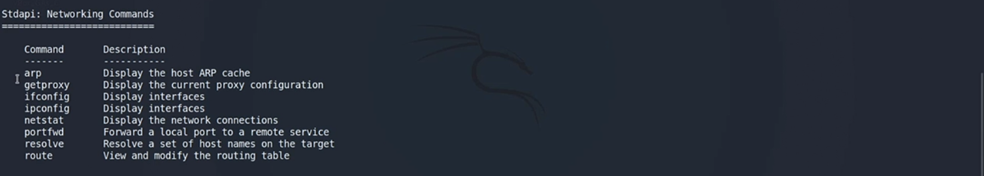 Stdapi: Networking Commands
===========================
Command Description
------- -----------
arp Display the host ARP cache
getproxy Display the current proxy configuration
ifconfig Display interfaces
ipconfig Display interfaces
netstat Display the network connections
portfwd Forward a local port to a remote service
resolve Resolve a set of host names on the target
route View and modify the routing table